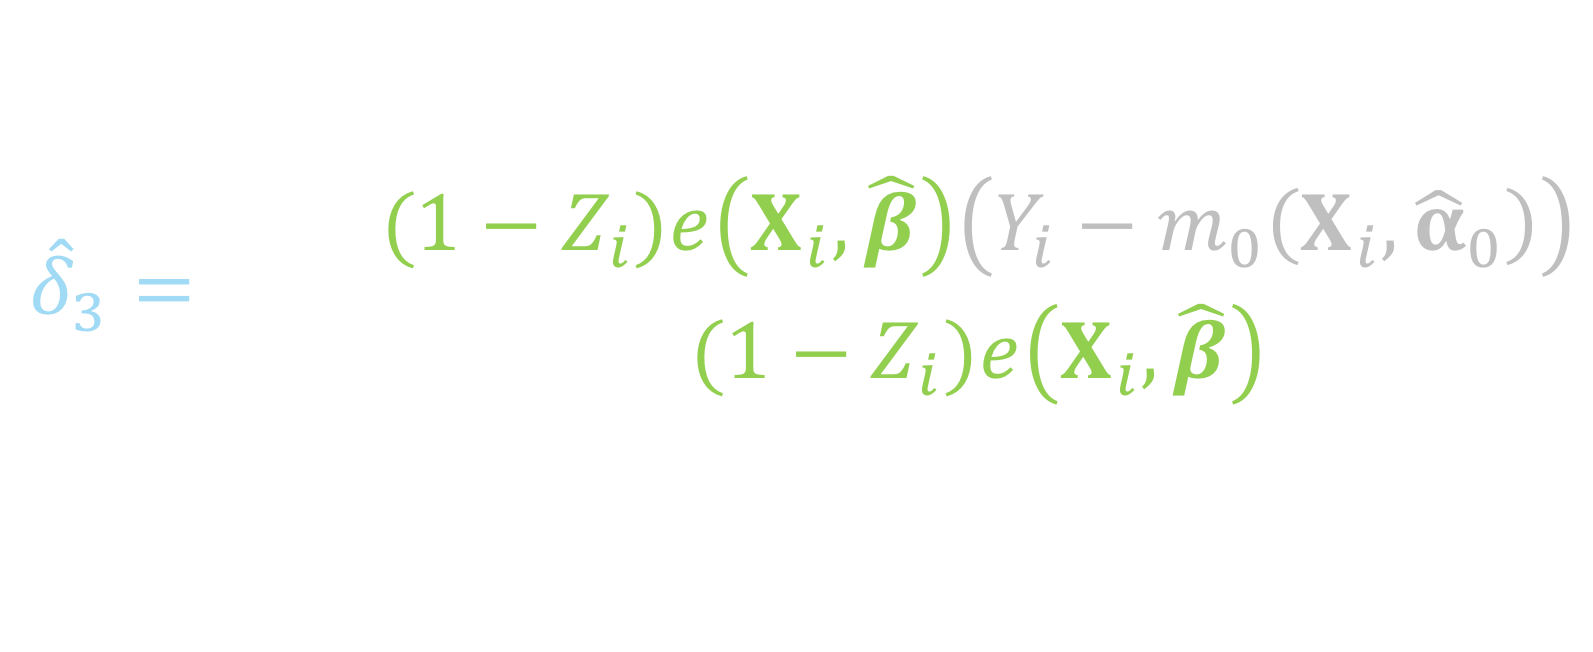 (1 − Zᵢ)e(𝐗ᵢ, 𝜷̂)(Yᵢ − m₀(𝐗ᵢ, 𝛂̂₀))
δ̂₃ =
(1 − Zᵢ)e(𝐗ᵢ, 𝜷̂)